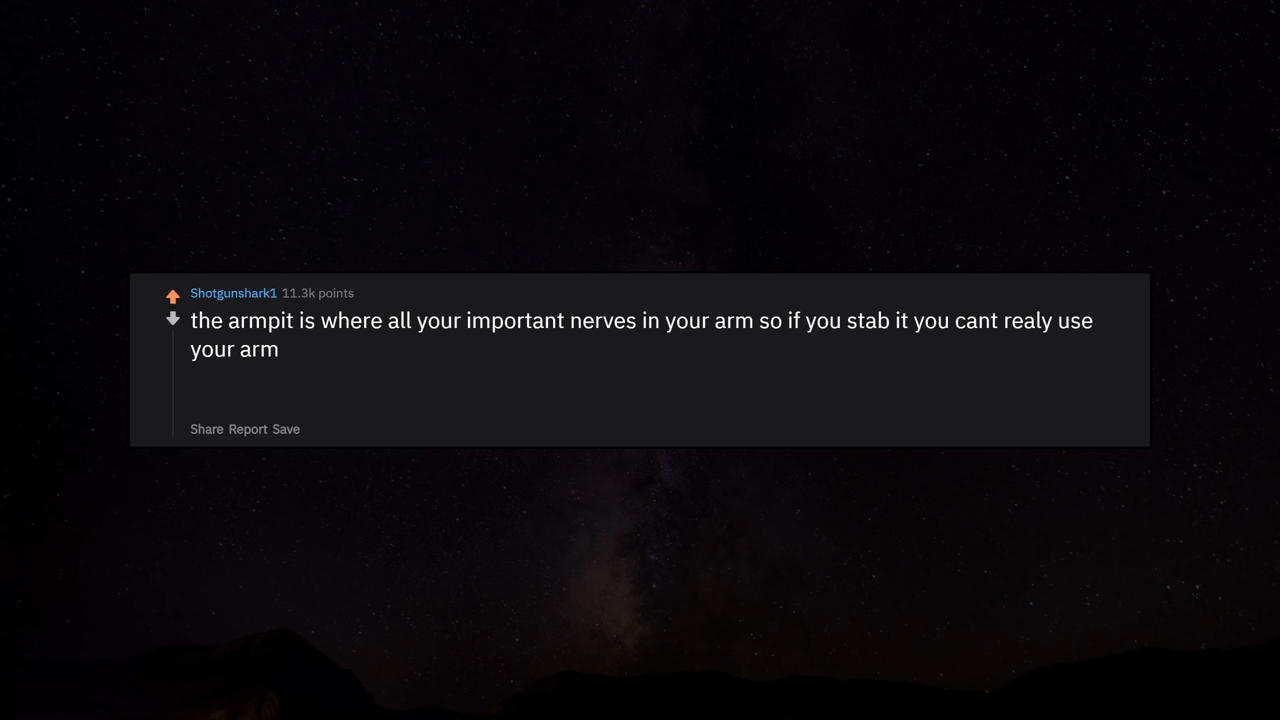 Shotgunshark1 11.3k points
the armpit is where all your important nerves in your arm so if you stab it you cant realy use
your arm
Share Report Save